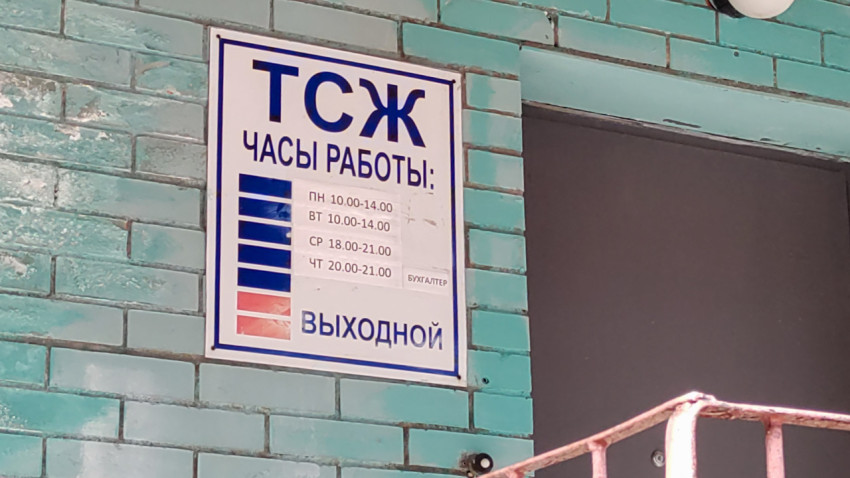 ТСЖ
ЧАСЫ РАБОТЫ:
ПН 10.00-14.00
ВТ 10.00-14.00
СР 18.00-21.00
ЧТ 20.00-21.00 БУХГАЛТЕР
ВЫХОДНОЙ